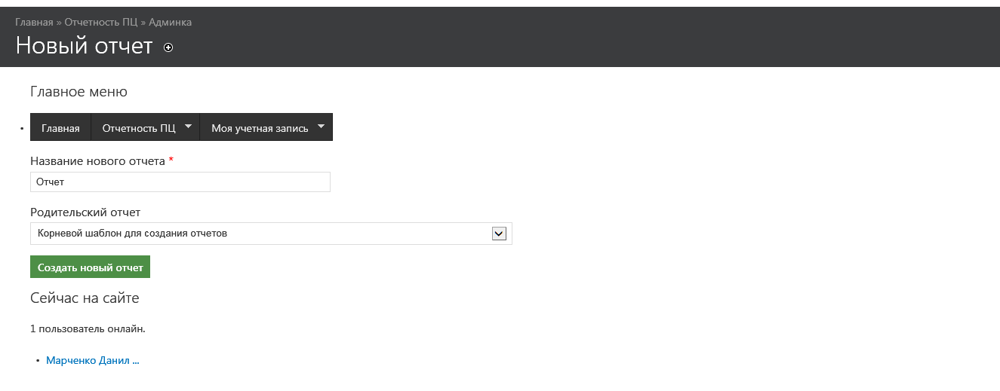 Главная » Отчетность ПЦ » Админка
Новый отчет
Главное меню
Главная Отчетность ПЦ Моя учетная запись
Название нового отчета *
Отчет
Родительский отчет
Корневой шаблон для создания отчетов
Создать новый отчет
Сейчас на сайте
1 пользователь онлайн.
Марченко Данил ...